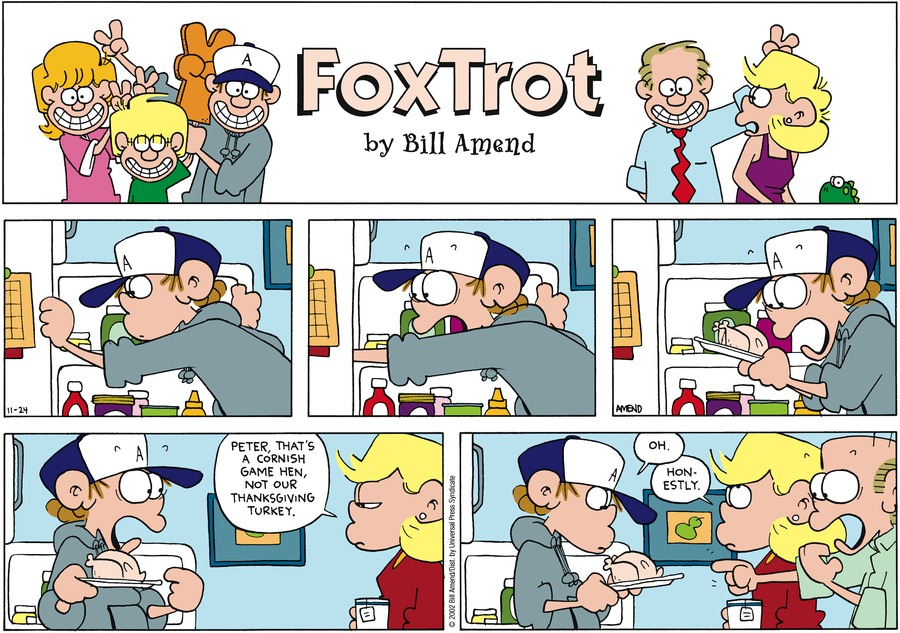 FoxTrot
by Bill Amend
A
A
11-24
A
A
AMEND
A
PETER, THAT'S
A CORNISH
GAME HEN,
NOT OUR
THANKSGIVING
TURKEY.
© 2002 Bill Amend/Dist. by Universal Press Syndicate
A
OH.
HON-
ESTLY.
A